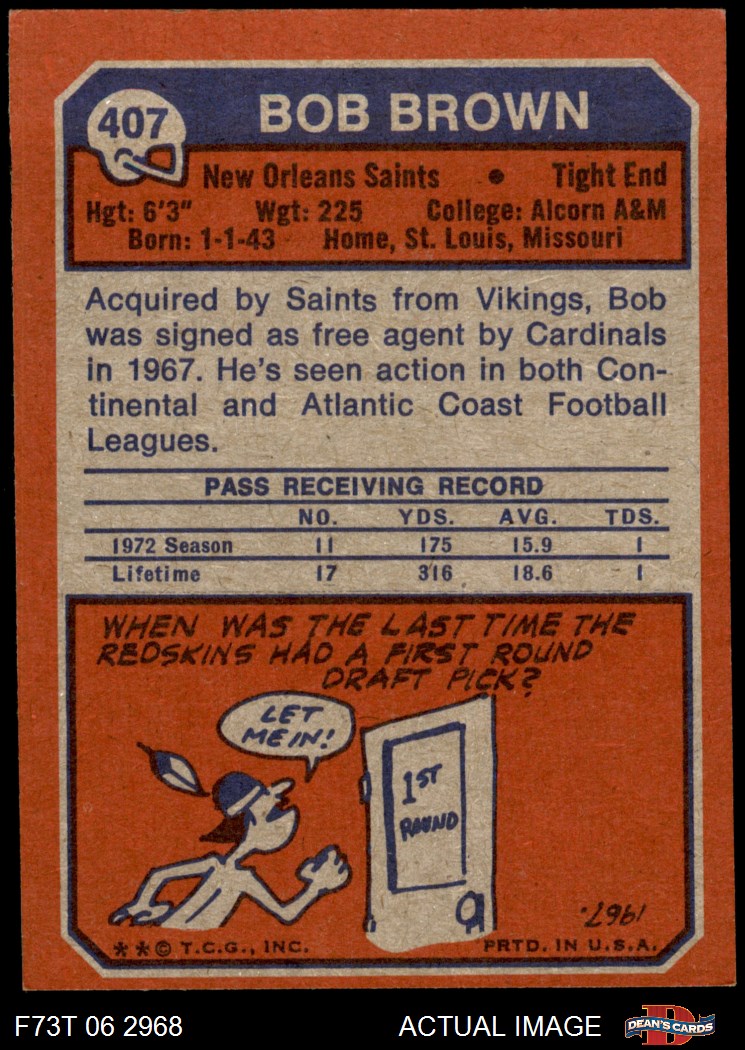 407
BOB BROWN
New Orleans Saints • Tight End
Hgt: 6'3" Wgt: 225 College: Alcorn A&M
Born: 1-1-43 Home, St. Louis, Missouri
Acquired by Saints from Vikings, Bob
was signed as free agent by Cardinals
in 1967. He's seen action in both Con-
tinental and Atlantic Coast Football
Leagues.
PASS RECEIVING RECORD
NO. YDS. AVG. TDS.
1972 Season 11 175 15.9 1
Lifetime 17 316 18.6 1
WHEN WAS THE LAST TIME THE
REDSKINS HAD A FIRST ROUND
DRAFT PICK?
LET
ME IN!
1ST
ROUND
1967.
**© T.C.G., INC. PRTD. IN U.S.A.
F73T 06 2968 ACTUAL IMAGE D DEAN'S CARDS